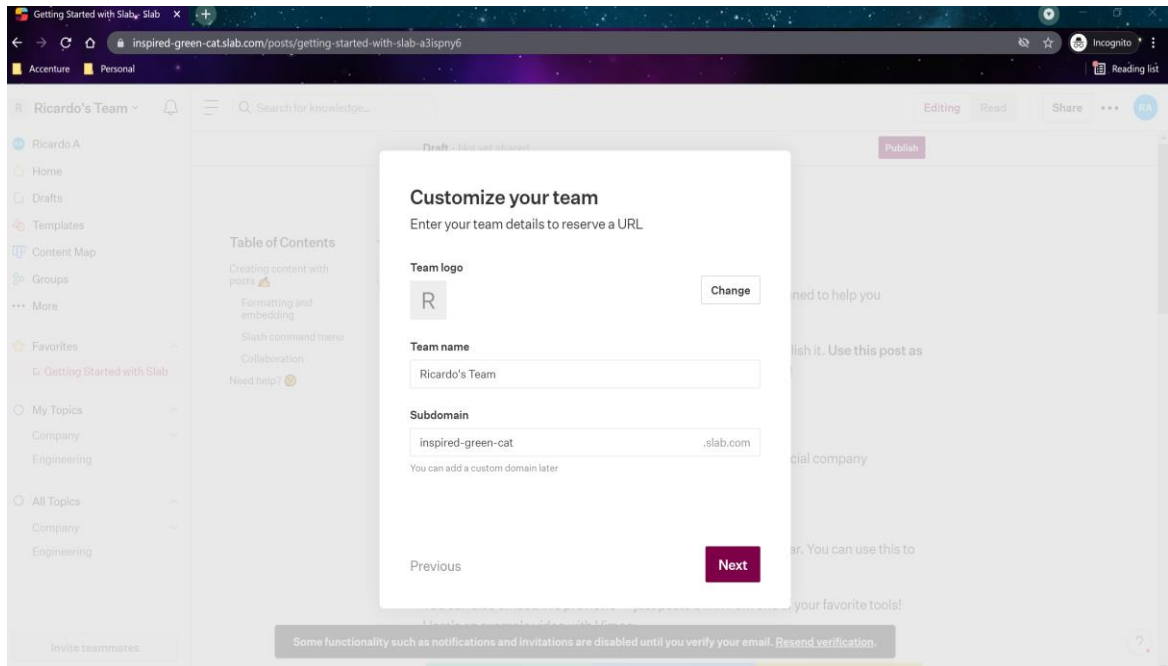 Getting Started with Slab - Slab
inspired-green-cat.slab.com/posts/getting-started-with-slab-a3ispny6
Incognito
Accenture
Personal
Reading list
R Ricardo's Team
Search for knowledge...
Editing
Read
Share
RA
Ricardo A
Home
Drafts
Templates
Content Map
Groups
More
Favorites
Getting Started with Slab
My Topics
Company
Engineering
All Topics
Company
Engineering
Invite teammates
Draft - Not yet shared
Publish
Table of Contents
Creating content with
posts
Formatting and
embedding
Slash command menu
Collaboration
Need help?
Customize your team
Enter your team details to reserve a URL
Team logo
R
Change
Team name
Ricardo's Team
Subdomain
inspired-green-cat
.slab.com
You can add a custom domain later
Previous
Next
ned to help you
lish it. Use this post as
cial company
ar. You can use this to
your favorite tools!
Some functionality such as notifications and invitations are disabled until you verify your email. Resend verification.
?